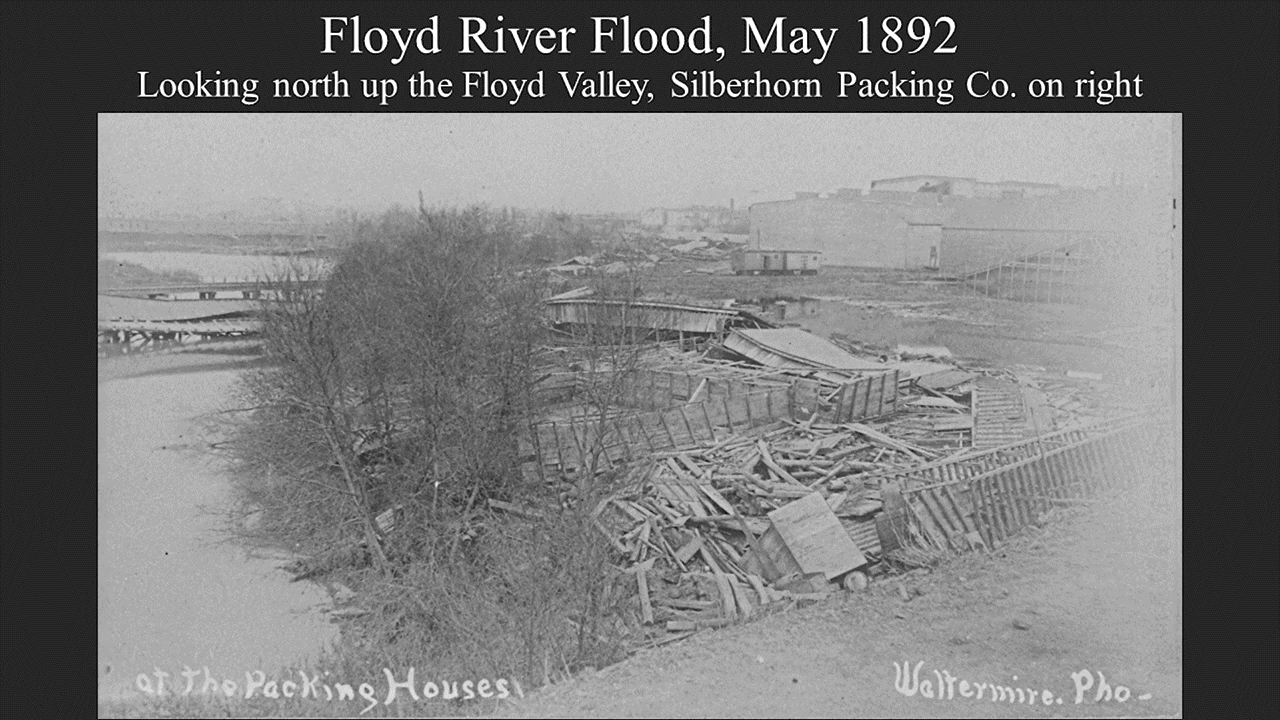 Floyd River Flood, May 1892
Looking north up the Floyd Valley, Silberhorn Packing Co. on right
at the Packing Houses.
Waltermire. Pho-